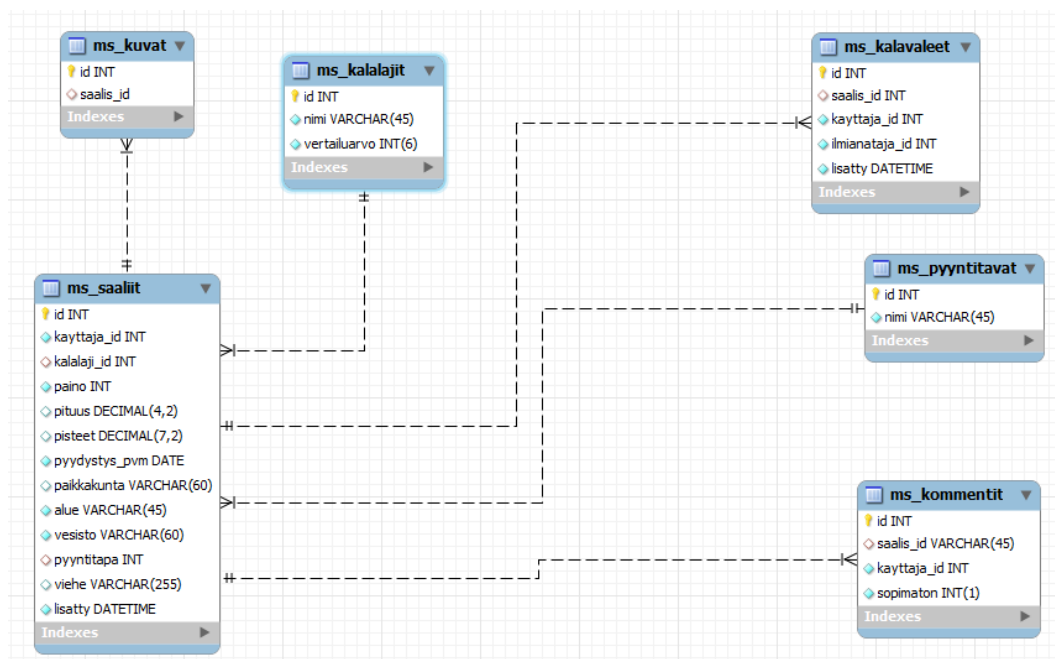 ms_kuvat
id INT
saalis_id
Indexes
ms_kalalajit
id INT
nimi VARCHAR(45)
vertailuarvo INT(6)
Indexes
ms_kalavaleet
id INT
saalis_id INT
kayttaja_id INT
ilmianataja_id INT
lisatty DATETIME
Indexes
ms_saaliit
id INT
kayttaja_id INT
kalalaji_id INT
paino INT
pituus DECIMAL(4,2)
pisteet DECIMAL(7,2)
pyydystys_pvm DATE
paikkakunta VARCHAR(60)
alue VARCHAR(45)
vesisto VARCHAR(60)
pyyntitapa INT
viehe VARCHAR(255)
lisatty DATETIME
Indexes
ms_pyyntitavat
id INT
nimi VARCHAR(45)
Indexes
ms_kommentit
id INT
saalis_id VARCHAR(45)
kayttaja_id INT
sopimaton INT(1)
Indexes